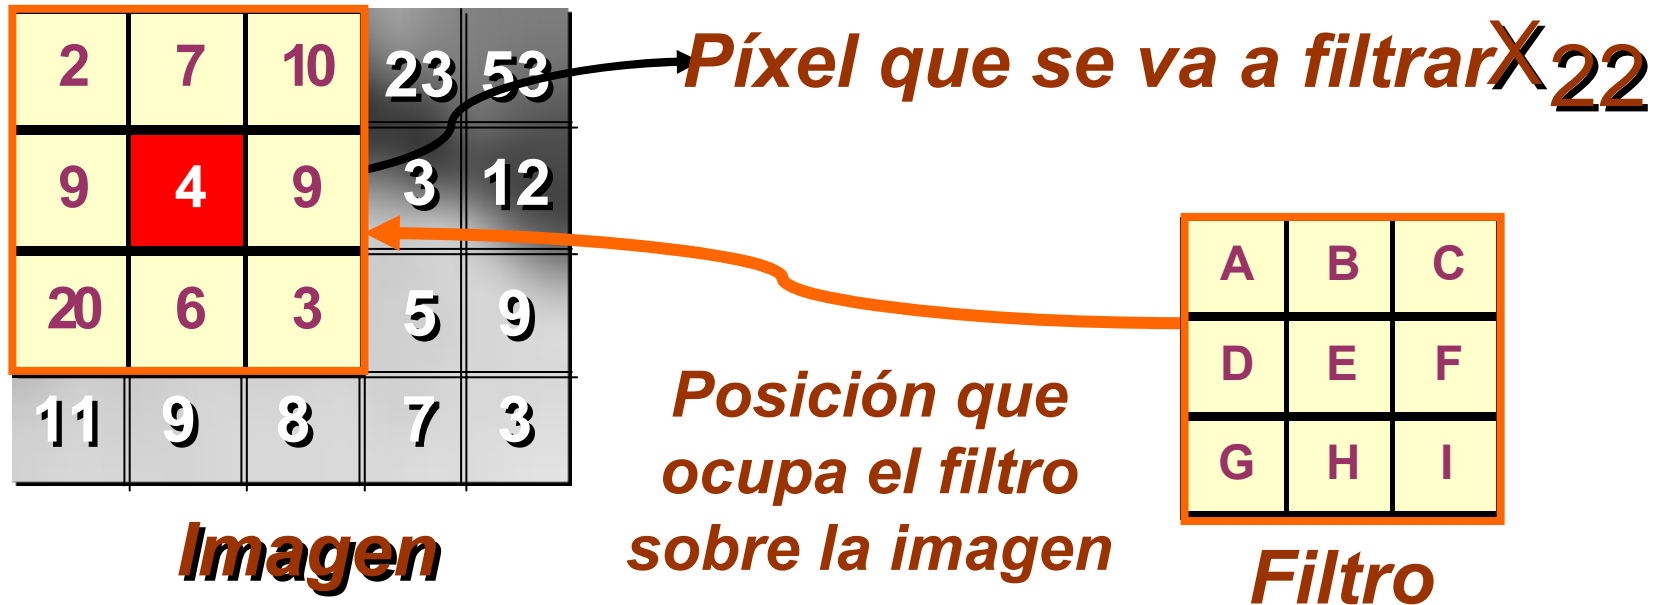 2 7 10 23 53
Píxel que se va a filtrar X22
9 4 9 3 12
20 6 3 5 9
11 9 8 7 3
Imagen
Posición que
ocupa el filtro
sobre la imagen
A B C
D E F
G H I
Filtro